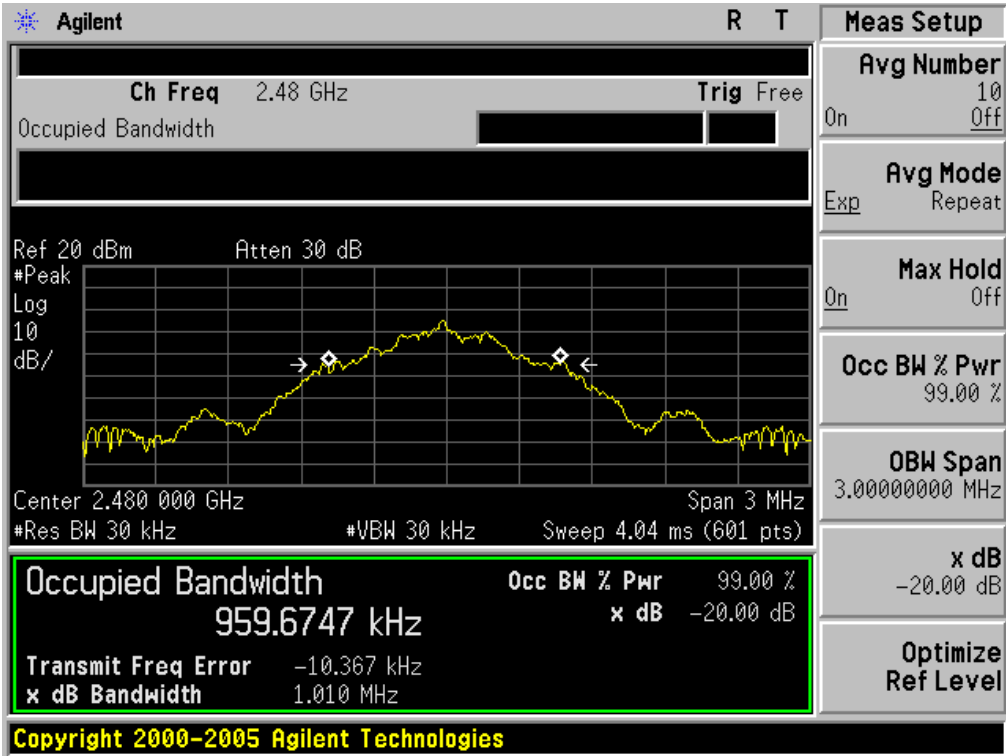 Agilent R T
Ch Freq 2.48 GHz Trig Free
Occupied Bandwidth
Ref 20 dBm Atten 30 dB
#Peak
Log
10
dB/
Center 2.480 000 GHz Span 3 MHz
#Res BW 30 kHz #VBW 30 kHz Sweep 4.04 ms (601 pts)
Occupied Bandwidth Occ BW % Pwr 99.00 %
959.6747 kHz x dB -20.00 dB
Transmit Freq Error -10.367 kHz
x dB Bandwidth 1.010 MHz
Copyright 2000-2005 Agilent Technologies
Meas Setup
Avg Number
10
On Off
Avg Mode
Exp Repeat
Max Hold
On Off
Occ BW % Pwr
99.00 %
OBW Span
3.00000000 MHz
x dB
-20.00 dB
Optimize
Ref Level